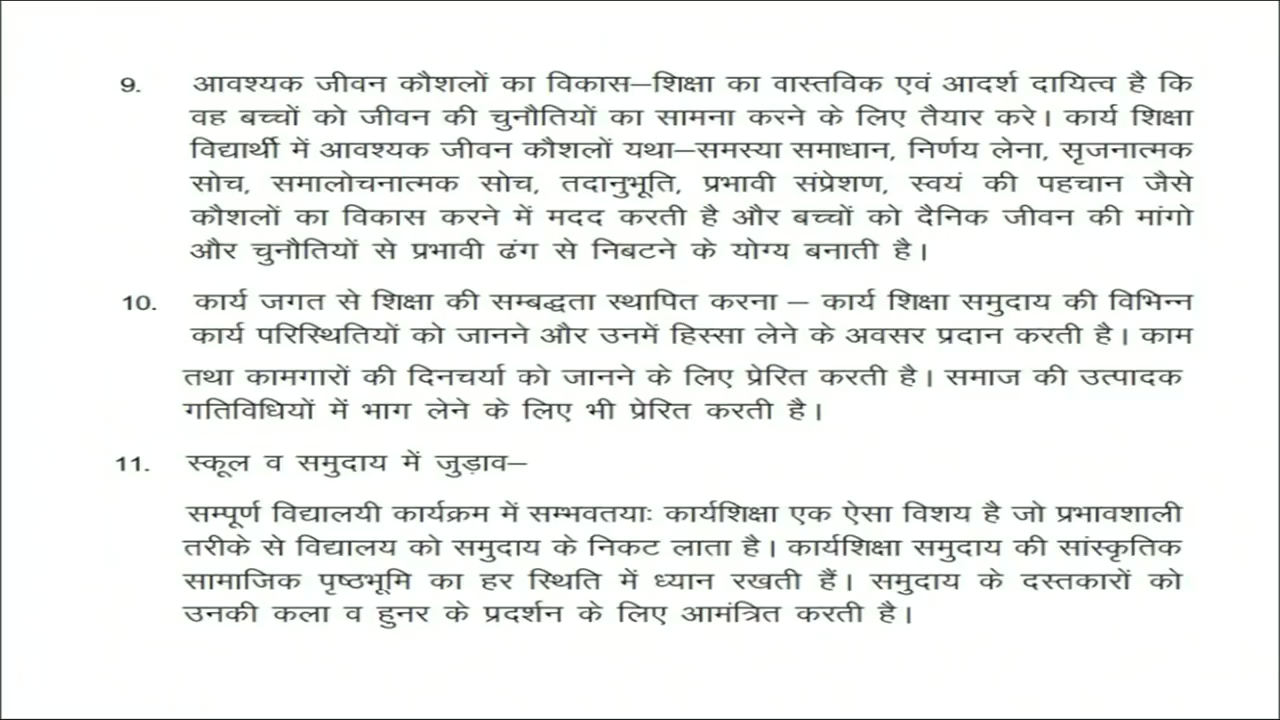 9. आवश्यक जीवन कौशलों का विकास–शिक्षा का वास्तविक एवं आदर्श दायित्व है कि
वह बच्चों को जीवन की चुनौतियों का सामना करने के लिए तैयार करे। कार्य शिक्षा
विद्यार्थी में आवश्यक जीवन कौशलों यथा–समस्या समाधान, निर्णय लेना, सृजनात्मक
सोच, समालोचनात्मक सोच, तदानुभूति, प्रभावी संप्रेशण, स्वयं की पहचान जैसे
कौशलों का विकास करने में मदद करती है और बच्चों को दैनिक जीवन की मांगो
और चुनौतियों से प्रभावी ढंग से निबटने के योग्य बनाती है।
10. कार्य जगत से शिक्षा की सम्बद्धता स्थापित करना – कार्य शिक्षा समुदाय की विभिन्न
कार्य परिस्थितियों को जानने और उनमें हिस्सा लेने के अवसर प्रदान करती है। काम
तथा कामगारों की दिनचर्या को जानने के लिए प्रेरित करती है। समाज की उत्पादक
गतिविधियों में भाग लेने के लिए भी प्रेरित करती है।
11. स्कूल व समुदाय में जुड़ाव–
सम्पूर्ण विद्यालयी कार्यक्रम में सम्भवतयाः कार्यशिक्षा एक ऐसा विशय है जो प्रभावशाली
तरीके से विद्यालय को समुदाय के निकट लाता है। कार्यशिक्षा समुदाय की सांस्कृतिक
सामाजिक पृष्ठभूमि का हर स्थिति में ध्यान रखती हैं। समुदाय के दस्तकारों को
उनकी कला व हुनर के प्रदर्शन के लिए आमंत्रित करती है।